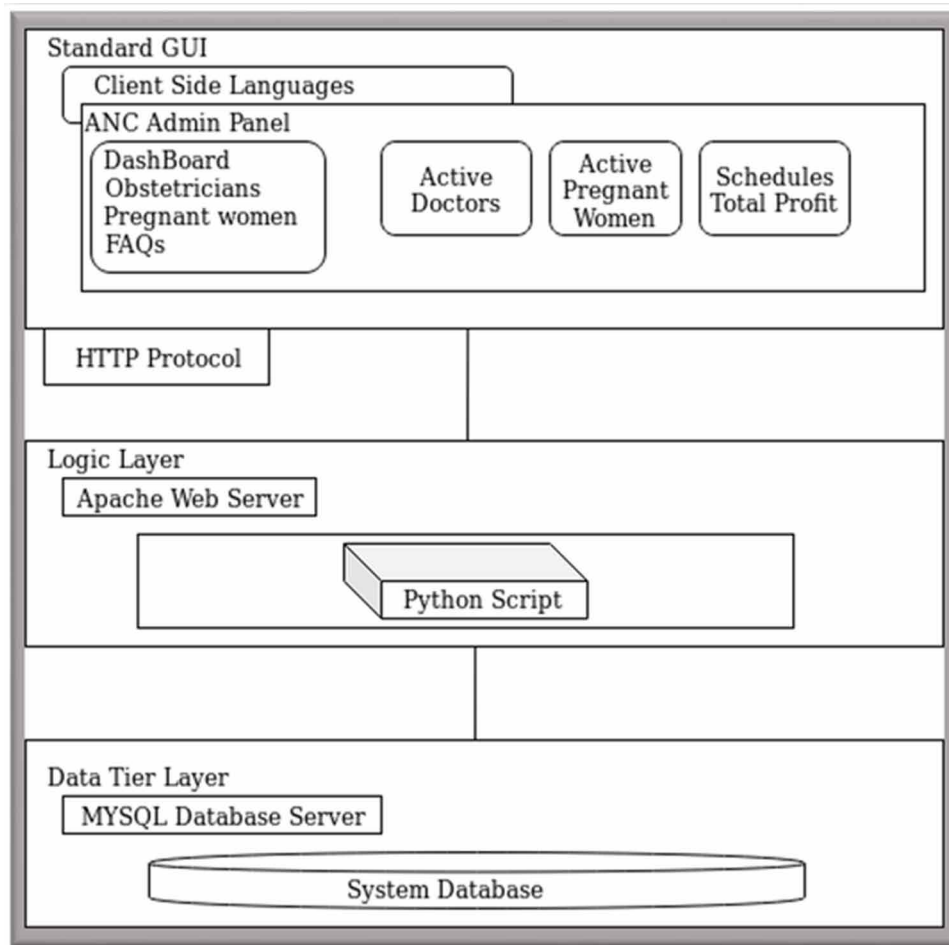 Standard GUI
Client Side Languages
ANC Admin Panel
DashBoard
Obstetricians
Pregnant women
FAQs
Active
Doctors
Active
Pregnant
Women
Schedules
Total Profit
HTTP Protocol
Logic Layer
Apache Web Server
Python Script
Data Tier Layer
MYSQL Database Server
System Database